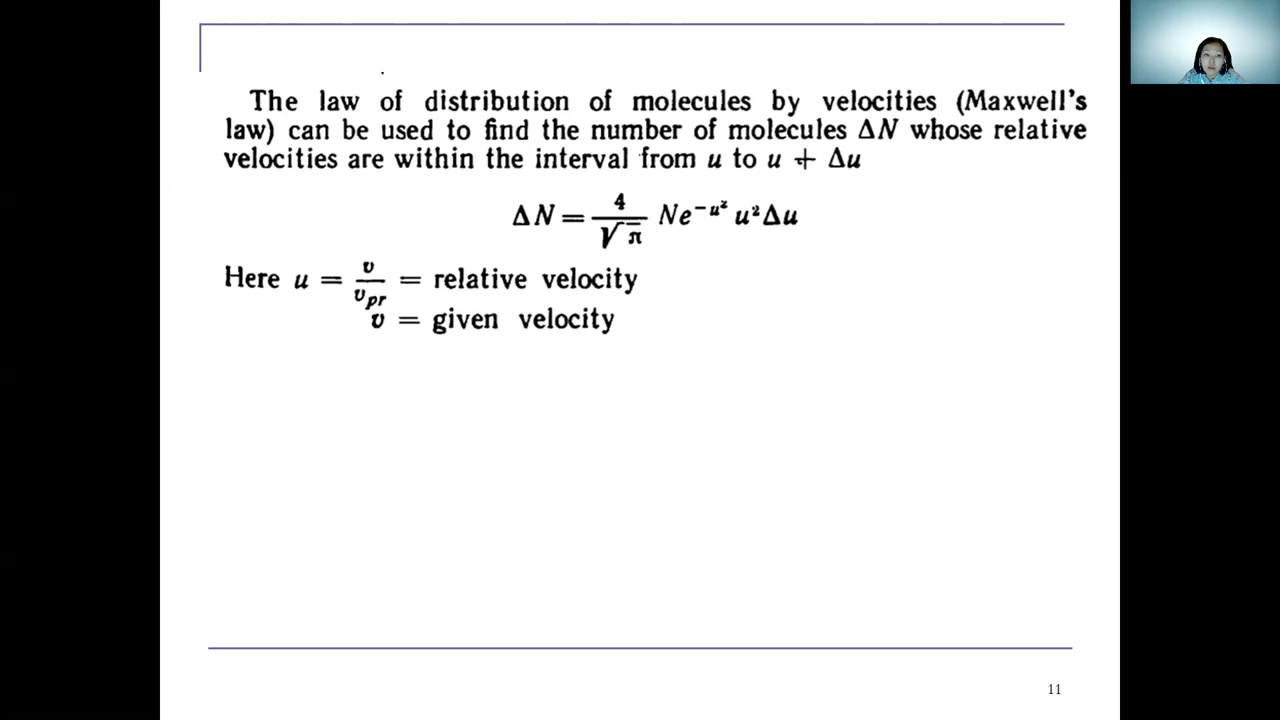 The law of distribution of molecules by velocities (Maxwell's
law) can be used to find the number of molecules ΔN whose relative
velocities are within the interval from u to u + Δu
ΔN = 4/√π Ne^−u² u²Δu
Here u = v/v_pr = relative velocity
v = given velocity
11